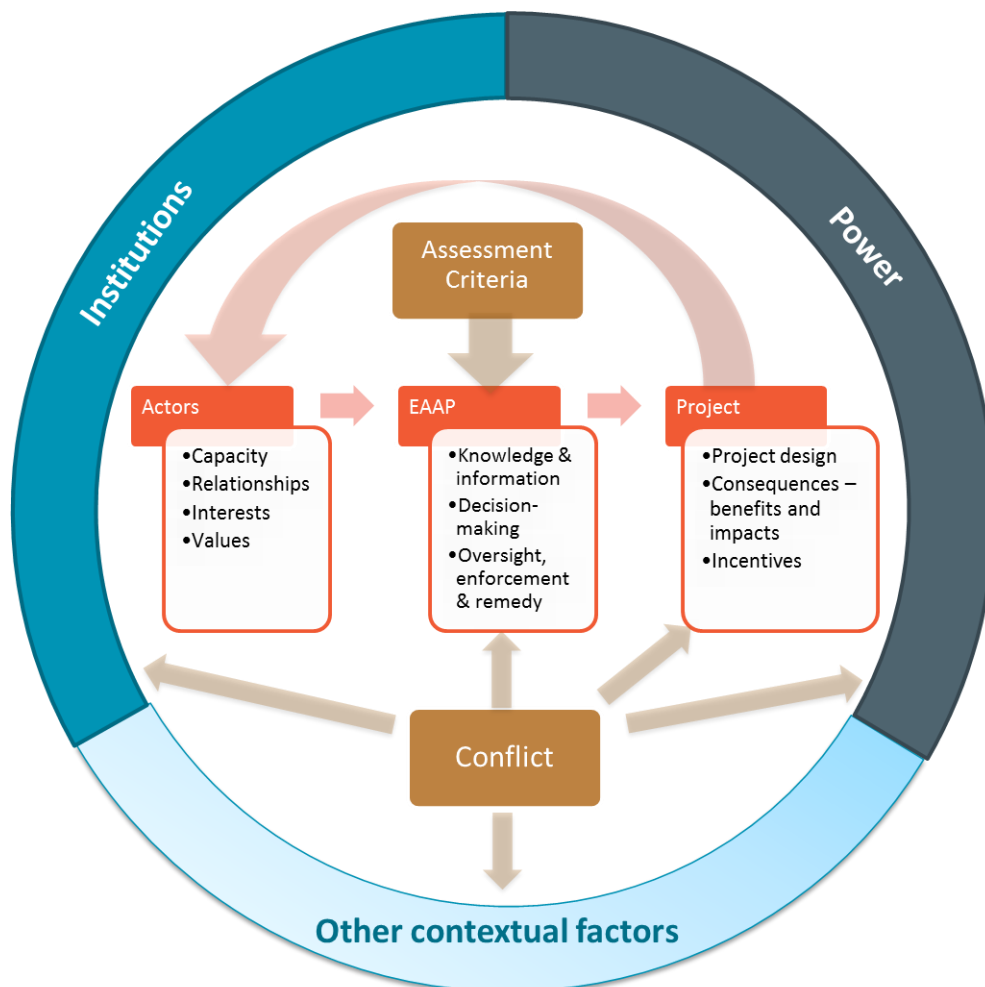 Institutions
Power
Assessment
Criteria
Actors
•Capacity
•Relationships
•Interests
•Values
EAAP
•Knowledge &
information
•Decision-
making
•Oversight,
enforcement
& remedy
Project
•Project design
•Consequences –
benefits and
impacts
•Incentives
Conflict
Other contextual factors